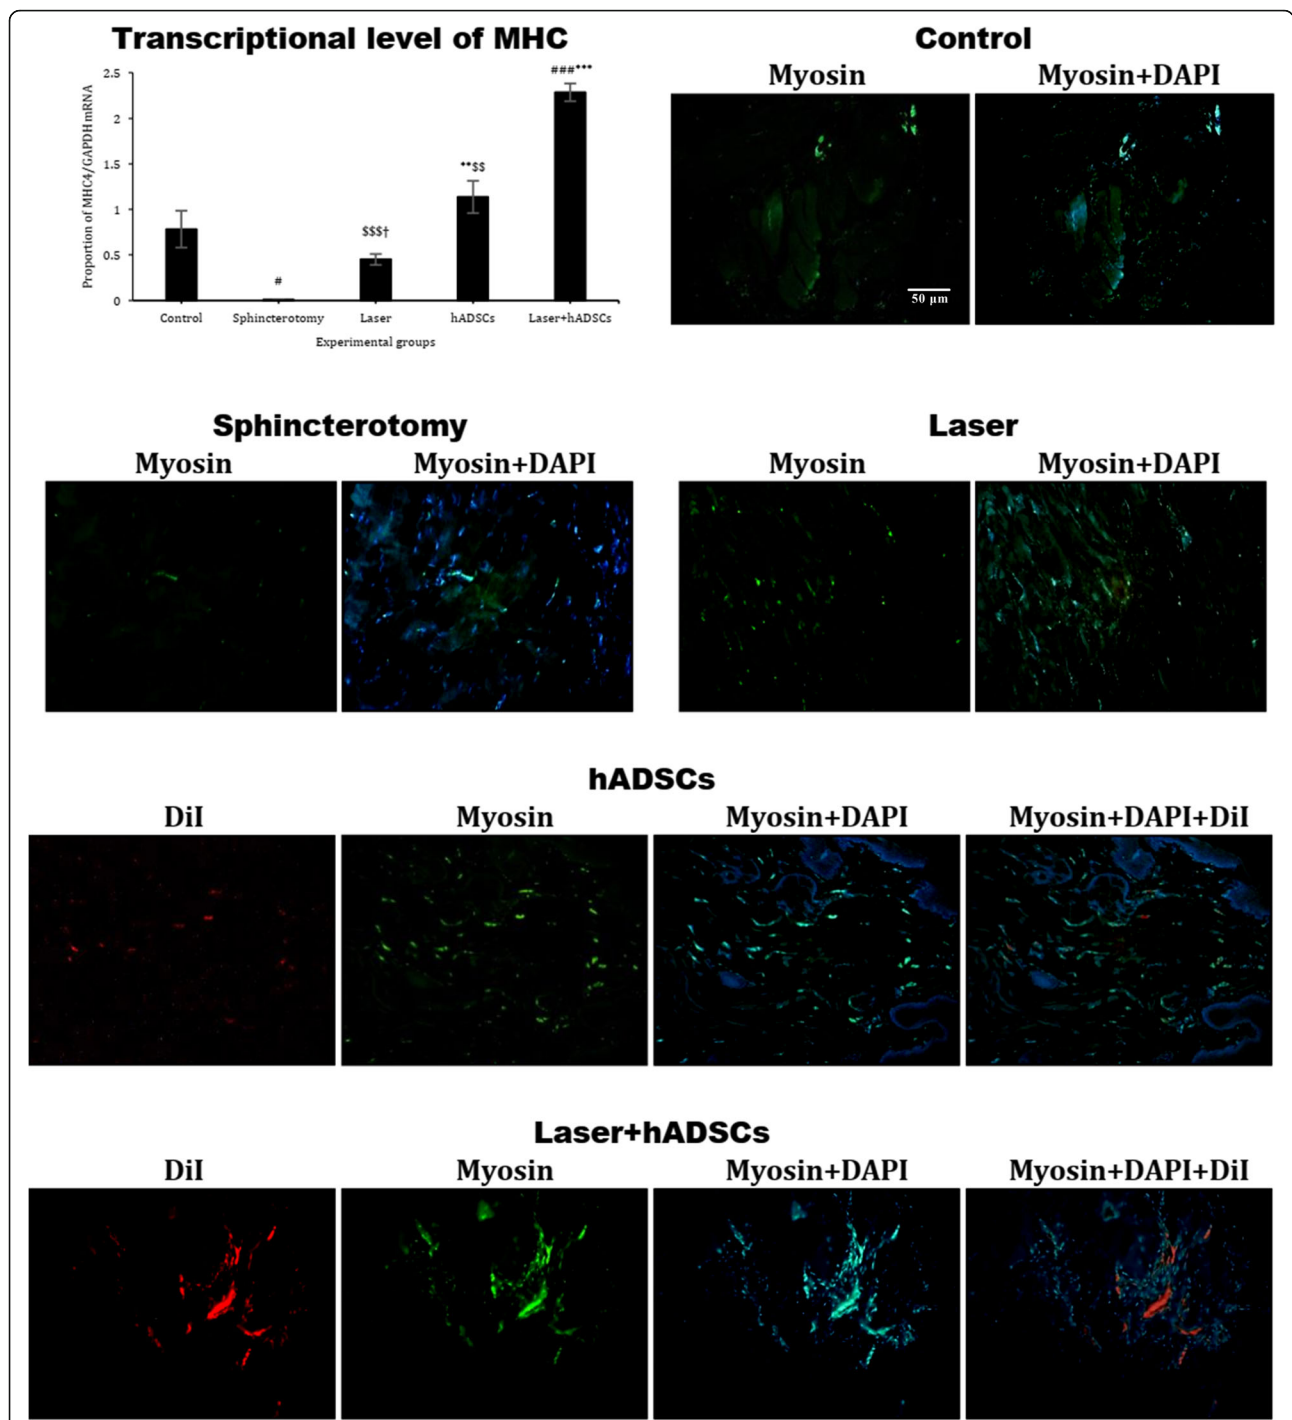 Transcriptional level of MHC
Proportion of MHC4/GAPDH mRNA
2.5
2
1.5
1
0.5
0
#
$$$†
**$$
###***
Control
Sphincterotomy
Laser
hADSCs
Laser+hADSCs
Experimental groups
Control
Myosin
Myosin+DAPI
50 μm
Sphincterotomy
Myosin
Myosin+DAPI
Laser
Myosin
Myosin+DAPI
hADSCs
DiI
Myosin
Myosin+DAPI
Myosin+DAPI+DiI
Laser+hADSCs
DiI
Myosin
Myosin+DAPI
Myosin+DAPI+DiI